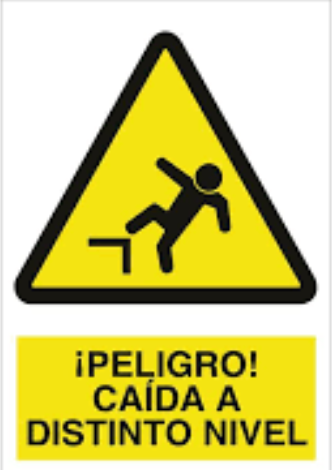 ¡PELIGRO!
CAÍDA A
DISTINTO NIVEL